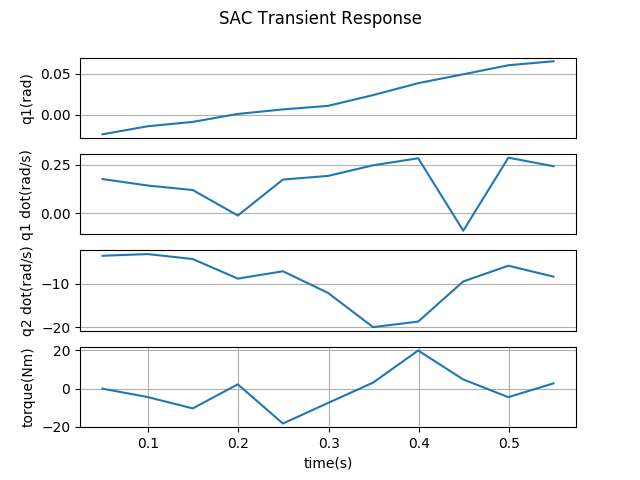 SAC Transient Response
q1(rad)
0.05
0.00
q1 dot(rad/s)
0.25
0.00
q2 dot(rad/s)
−10
−20
torque(Nm)
20
0
−20
0.1 0.2 0.3 0.4 0.5
time(s)